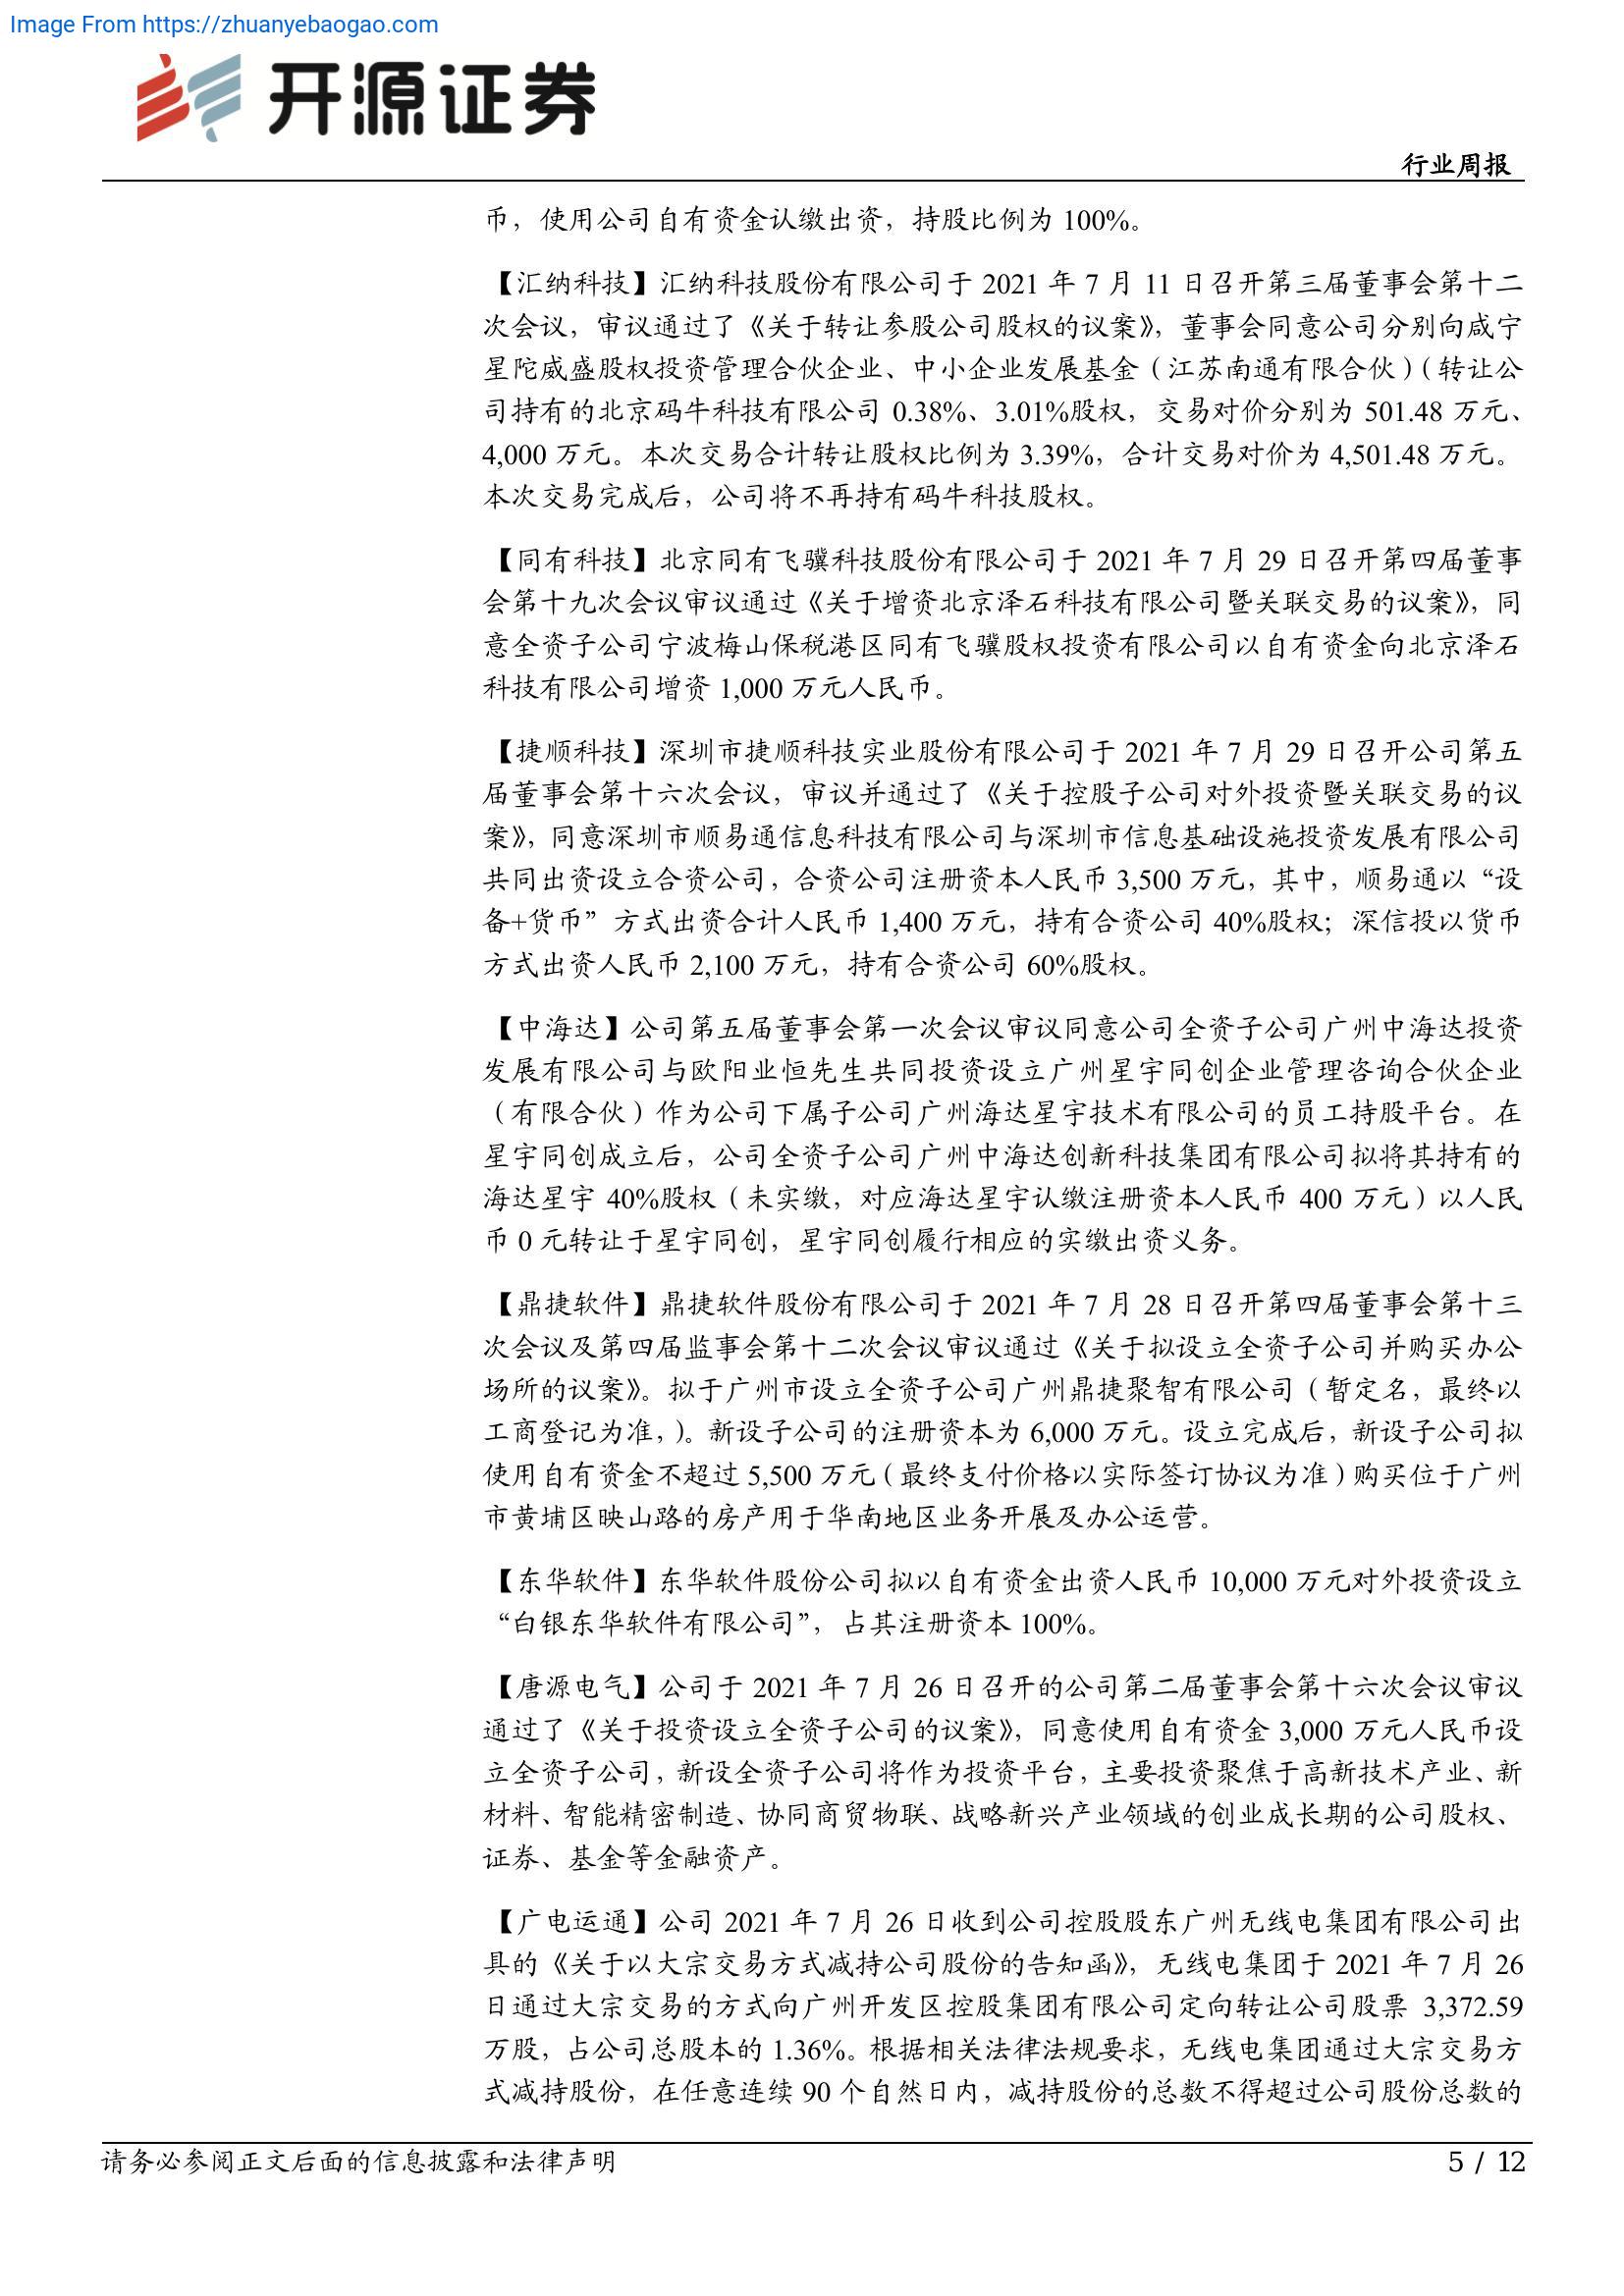 Image From https://zhuanyebaogao.com
开源证券
行业周报
币，使用公司自有资金认缴出资，持股比例为 100%。
【汇纳科技】汇纳科技股份有限公司于 2021 年 7 月 11 日召开第三届董事会第十二
次会议，审议通过了《关于转让参股公司股权的议案》，董事会同意公司分别向咸宁
星陀威盛股权投资管理合伙企业、中小企业发展基金（江苏南通有限合伙）（转让公
司持有的北京码牛科技有限公司 0.38%、3.01%股权，交易对价分别为 501.48 万元、
4,000 万元。本次交易合计转让股权比例为 3.39%，合计交易对价为 4,501.48 万元。
本次交易完成后，公司将不再持有码牛科技股权。
【同有科技】北京同有飞骥科技股份有限公司于 2021 年 7 月 29 日召开第四届董事
会第十九次会议审议通过《关于增资北京泽石科技有限公司暨关联交易的议案》，同
意全资子公司宁波梅山保税港区同有飞骥股权投资有限公司以自有资金向北京泽石
科技有限公司增资 1,000 万元人民币。
【捷顺科技】深圳市捷顺科技实业股份有限公司于 2021 年 7 月 29 日召开公司第五
届董事会第十六次会议，审议并通过了《关于控股子公司对外投资暨关联交易的议
案》，同意深圳市顺易通信息科技有限公司与深圳市信息基础设施投资发展有限公司
共同出资设立合资公司，合资公司注册资本人民币 3,500 万元，其中，顺易通以“设
备+货币”方式出资合计人民币 1,400 万元，持有合资公司 40%股权；深信投以货币
方式出资人民币 2,100 万元，持有合资公司 60%股权。
【中海达】公司第五届董事会第一次会议审议同意公司全资子公司广州中海达投资
发展有限公司与欧阳业恒先生共同投资设立广州星宇同创企业管理咨询合伙企业
（有限合伙）作为公司下属子公司广州海达星宇技术有限公司的员工持股平台。在
星宇同创成立后，公司全资子公司广州中海达创新科技集团有限公司拟将其持有的
海达星宇 40%股权（未实缴，对应海达星宇认缴注册资本人民币 400 万元）以人民
币 0 元转让于星宇同创，星宇同创履行相应的实缴出资义务。
【鼎捷软件】鼎捷软件股份有限公司于 2021 年 7 月 28 日召开第四届董事会第十三
次会议及第四届监事会第十二次会议审议通过《关于拟设立全资子公司并购买办公
场所的议案》。拟于广州市设立全资子公司广州鼎捷聚智有限公司（暂定名，最终以
工商登记为准，）。新设子公司的注册资本为 6,000 万元。设立完成后，新设子公司拟
使用自有资金不超过 5,500 万元（最终支付价格以实际签订协议为准）购买位于广州
市黄埔区映山路的房产用于华南地区业务开展及办公运营。
【东华软件】东华软件股份公司拟以自有资金出资人民币 10,000 万元对外投资设立
“白银东华软件有限公司”，占其注册资本 100%。
【唐源电气】公司于 2021 年 7 月 26 日召开的公司第二届董事会第十六次会议审议
通过了《关于投资设立全资子公司的议案》，同意使用自有资金 3,000 万元人民币设
立全资子公司，新设全资子公司将作为投资平台，主要投资聚焦于高新技术产业、新
材料、智能精密制造、协同商贸物联、战略新兴产业领域的创业成长期的公司股权、
证券、基金等金融资产。
【广电运通】公司 2021 年 7 月 26 日收到公司控股股东广州无线电集团有限公司出
具的《关于以大宗交易方式减持公司股份的告知函》，无线电集团于 2021 年 7 月 26
日通过大宗交易的方式向广州开发区控股集团有限公司定向转让公司股票 3,372.59
万股，占公司总股本的 1.36%。根据相关法律法规要求，无线电集团通过大宗交易方
式减持股份，在任意连续 90 个自然日内，减持股份的总数不得超过公司股份总数的
请务必参阅正文后面的信息披露和法律声明
5 / 12